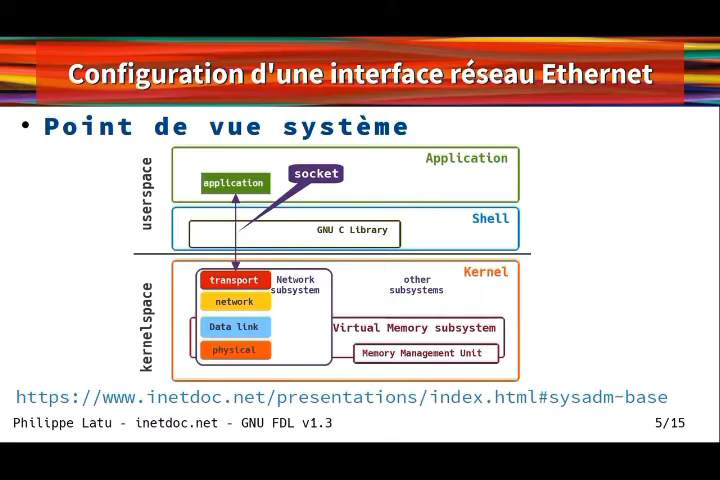 Configuration d'une interface réseau Ethernet
• Point de vue système
userspace
Application
application
socket
Shell
GNU C Library
kernelspace
Kernel
transport
network
Data link
physical
Network
subsystem
other
subsystems
Virtual Memory subsystem
Memory Management Unit
https://www.inetdoc.net/presentations/index.html#sysadm-base
Philippe Latu - inetdoc.net - GNU FDL v1.3
5/15